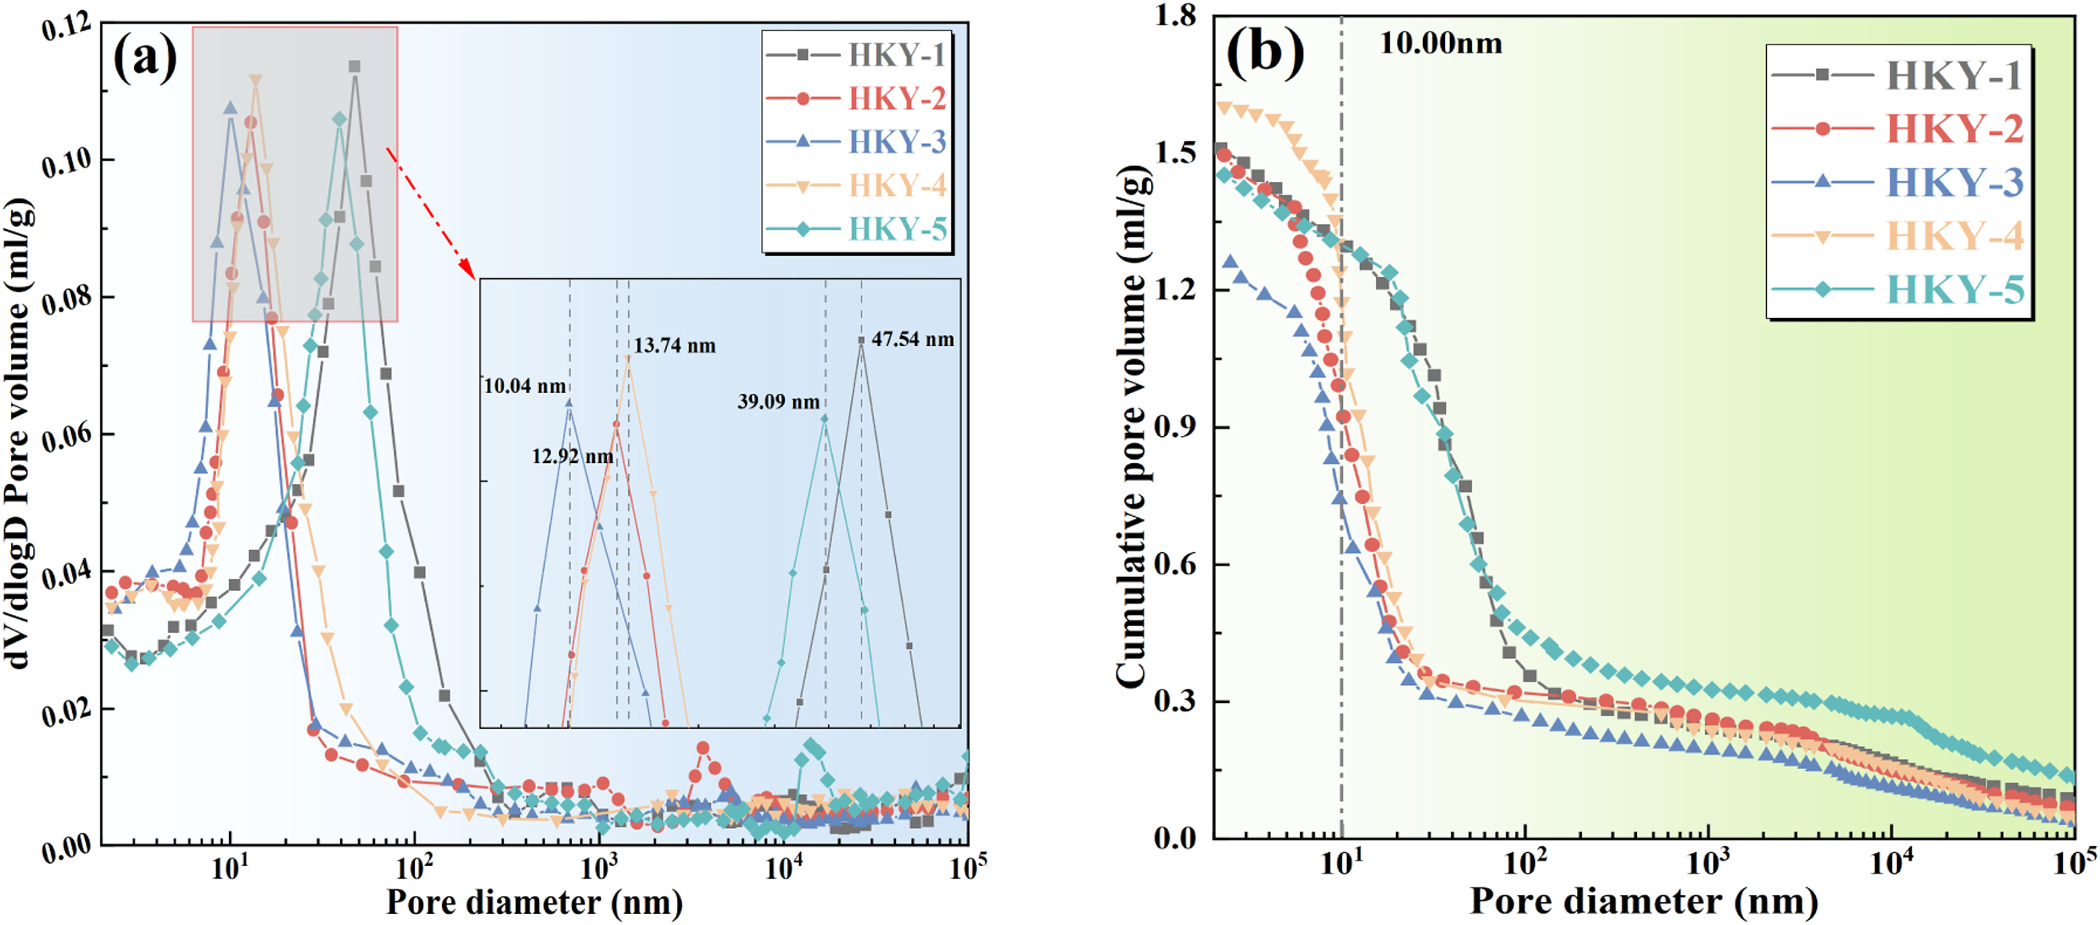 (a)
0.12
0.10
0.08
0.06
0.04
0.02
0.00
dV/dlogD Pore volume (ml/g)
HKY-1
HKY-2
HKY-3
HKY-4
HKY-5
13.74 nm
47.54 nm
10.04 nm
39.09 nm
12.92 nm
10¹
10²
10³
10⁴
10⁵
Pore diameter (nm)
(b)
10.00nm
1.8
1.5
1.2
0.9
0.6
0.3
0.0
Cumulative pore volume (ml/g)
HKY-1
HKY-2
HKY-3
HKY-4
HKY-5
10¹
10²
10³
10⁴
10⁵
Pore diameter (nm)